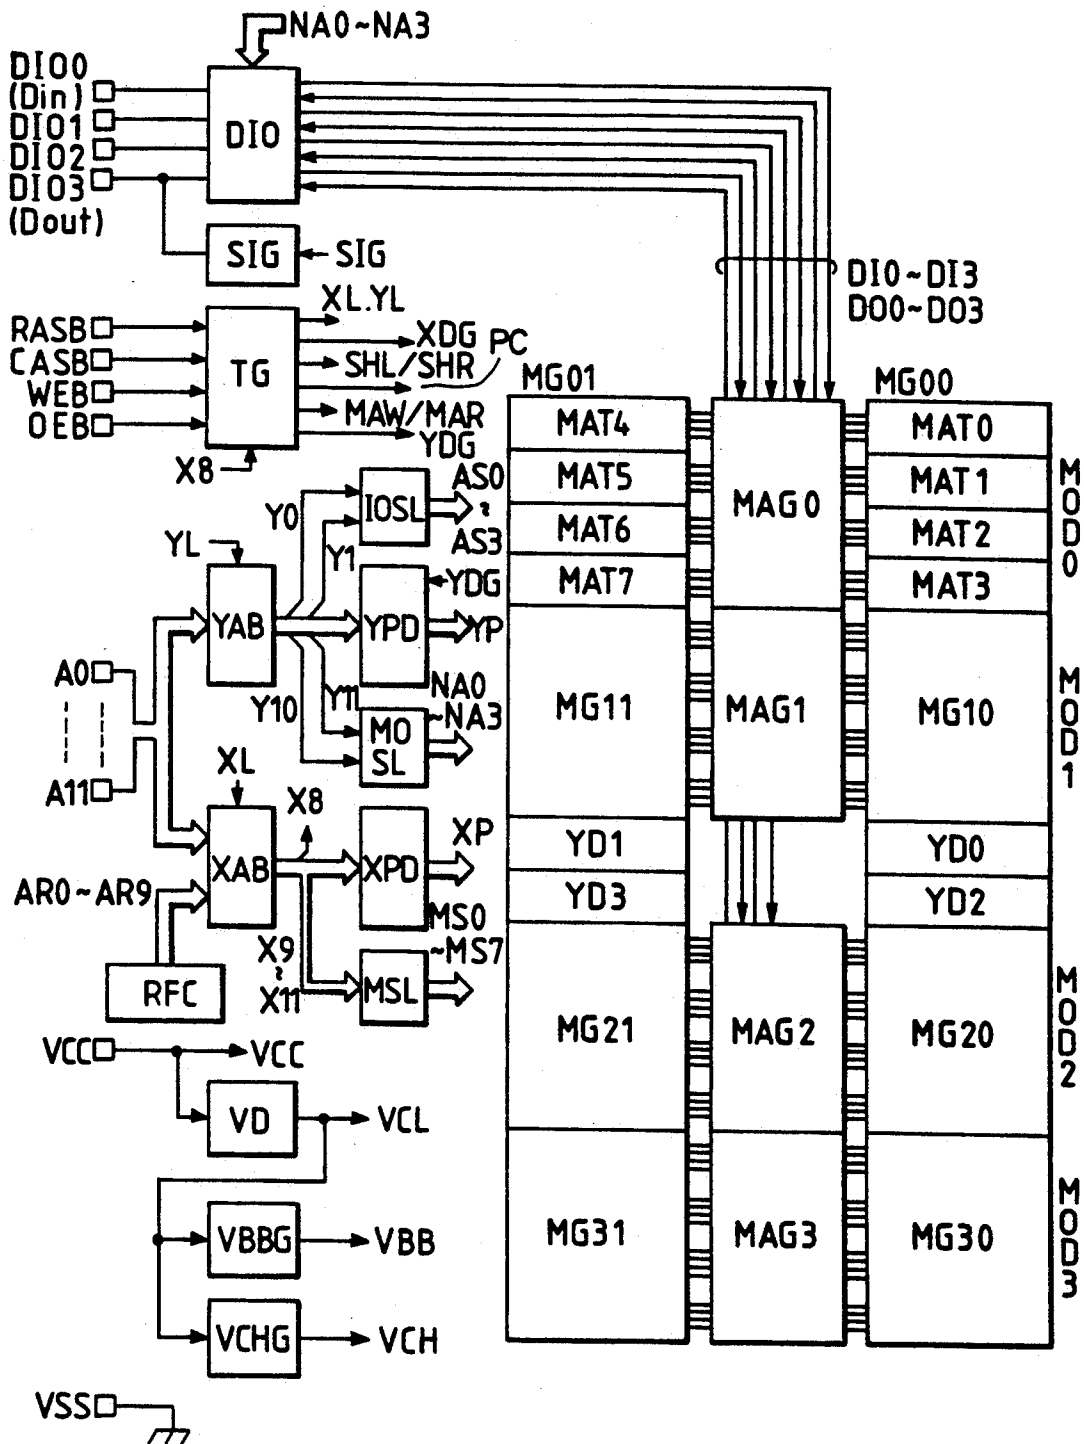 NA0~NA3
DIO0
(Din)
DIO1
DIO2
DIO3
(Dout)
DIO
SIG
SIG
DI0~DI3
DO0~DO3
RASB
CASB
WEB
OEB
TG
X8
XL.YL
XDG
SHL/SHR
PC
MAW/MAR
YDG
MG01
MG00
MAT4
MAT5
MAT6
MAT7
MAG0
MAT0
MAT1
MAT2
MAT3
MOD0
Y0
Y1
IOSL
AS0
~
AS3
YL
YAB
YPD
YDG
YP
A0
A11
Y10
Y11
MO
SL
NA0
~NA3
MG11
MAG1
MG10
MOD1
XL
XAB
X8
XPD
XP
AR0~AR9
RFC
X9
~
X11
MSL
MS0
~MS7
YD1
YD3
YD0
YD2
MG21
MAG2
MG20
MOD2
VCC
VCC
VD
VCL
VBBG
VBB
VCHG
VCH
VSS
MG31
MAG3
MG30
MOD3